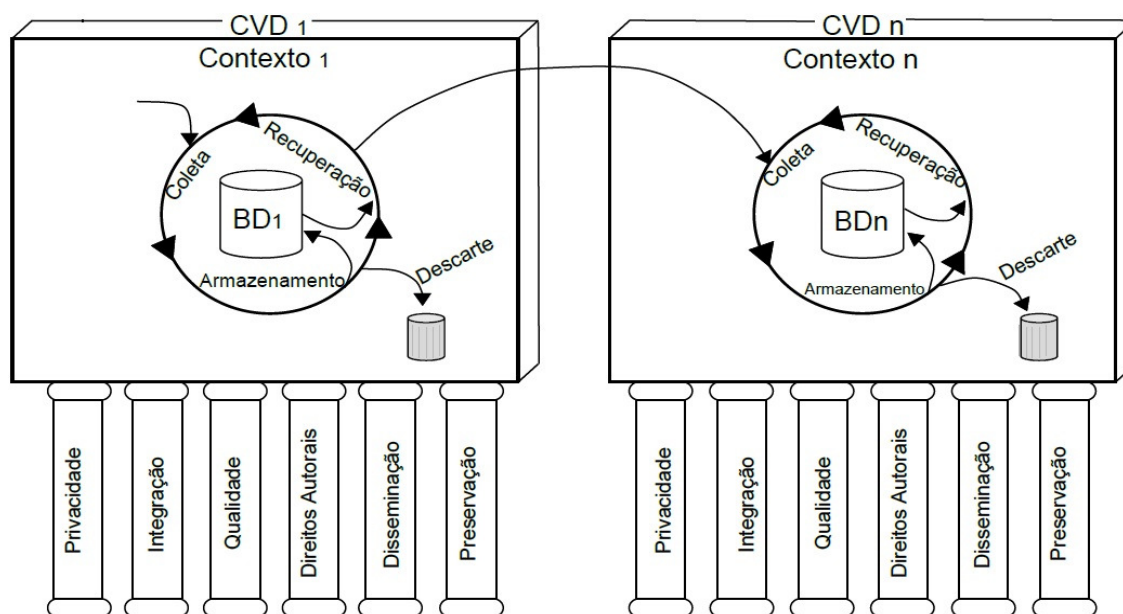 CVD 1
Contexto 1
Coleta
Recuperação
BD1
Armazenamento
Descarte
Privacidade
Integração
Qualidade
Direitos Autorais
Disseminação
Preservação
CVD n
Contexto n
Coleta
Recuperação
BDn
Armazenamento
Descarte
Privacidade
Integração
Qualidade
Direitos Autorais
Disseminação
Preservação